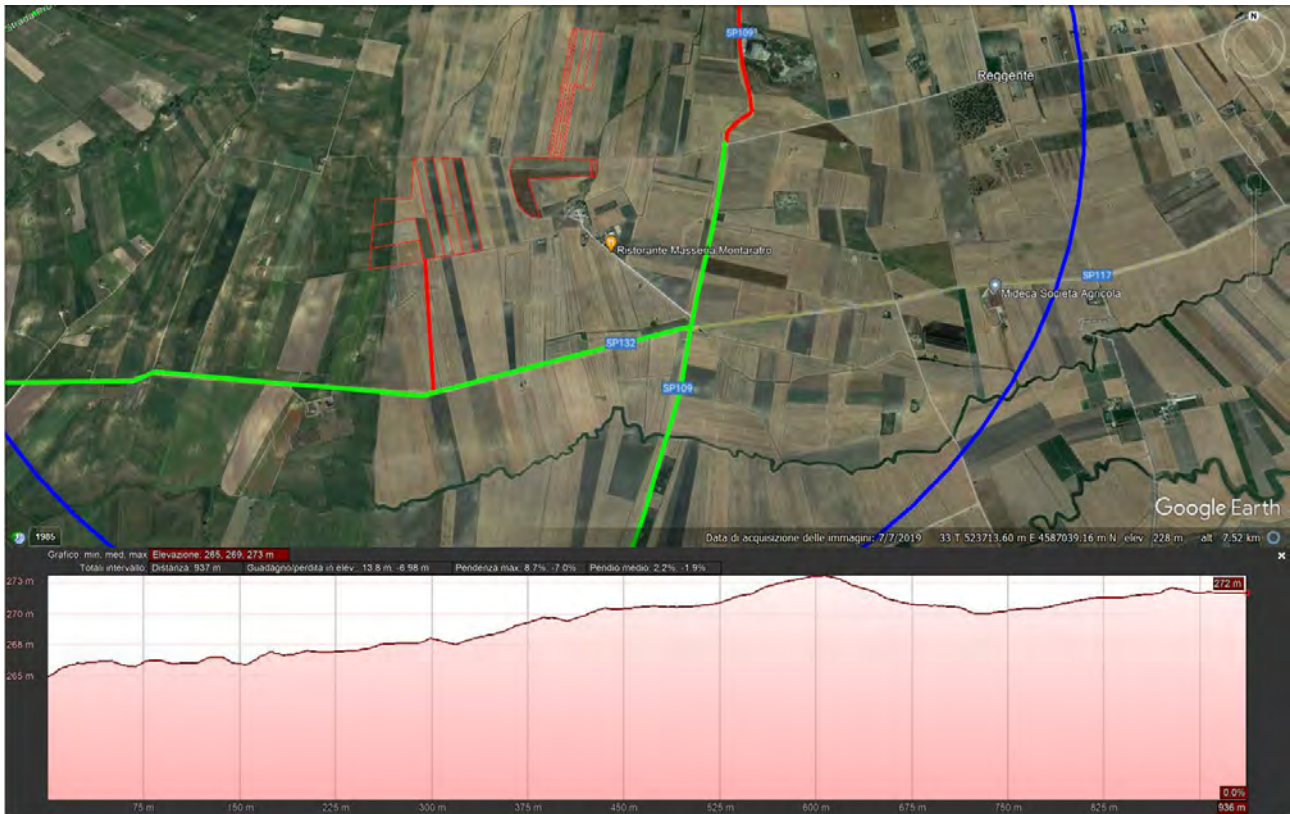 N
SP109
Reggente
Ristorante Masseria Montaratro
SP117
Mideca Società Agricola
SP132
SP109
Google Earth
1985
Data di acquisizione delle immagini: 7/7/2019 33 T 523713.60 m E 4587039.16 m N elev 228 m alt 7.52 km
Grafico: min, med, max Elevazione: 265, 269, 273 m
Totali intervallo: Distanza: 937 m Guadagno/perdita in elev.: 13.8 m, -6.98 m Pendenza max: 8.7%, -7.0% Pendio medio: 2.2%, -1.9%
273 m
272 m
270 m
268 m
265 m
0.0%
75 m 150 m 225 m 300 m 375 m 450 m 525 m 600 m 675 m 750 m 825 m 936 m